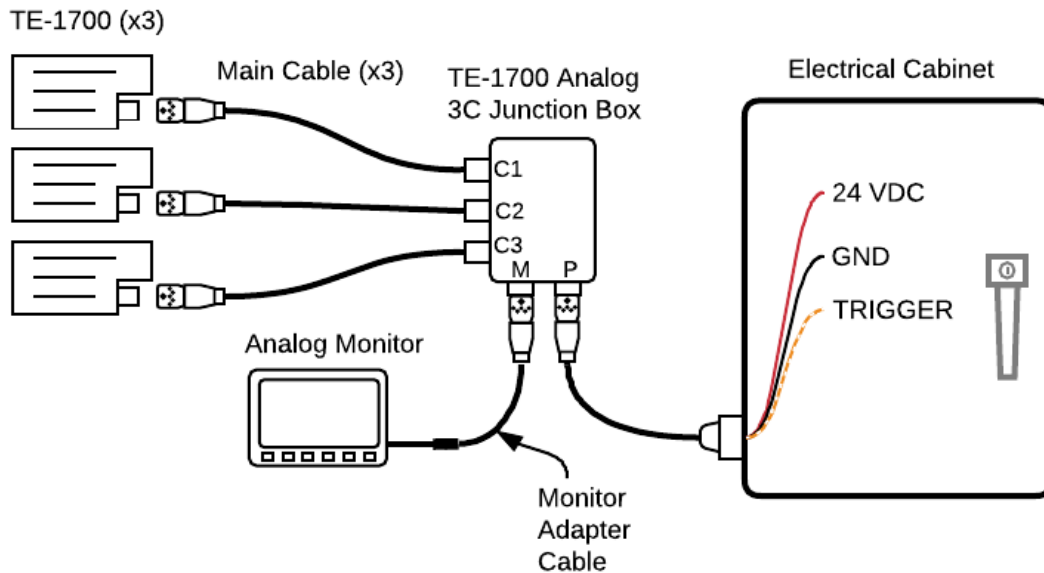 TE-1700 (x3)
Main Cable (x3)
TE-1700 Analog
3C Junction Box
Electrical Cabinet
C1
C2
C3
M P
24 VDC
GND
TRIGGER
Analog Monitor
Monitor
Adapter
Cable